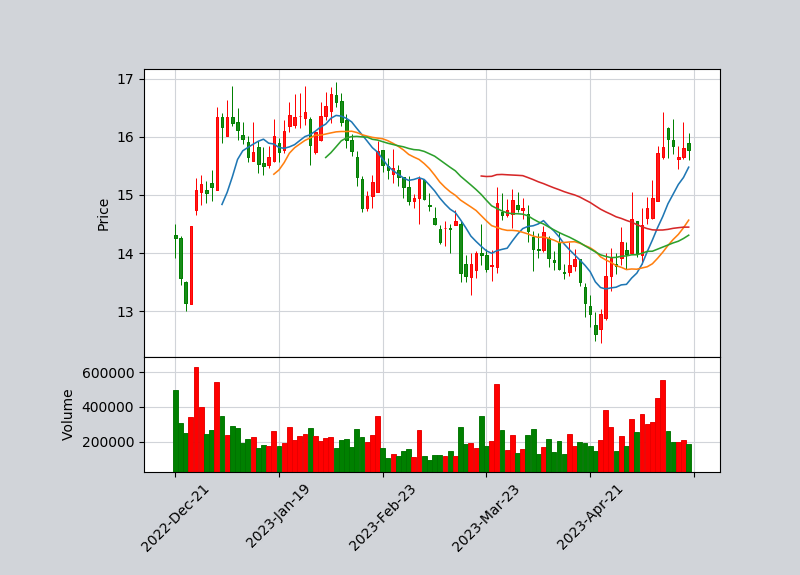 17
16
15
14
13
Price
600000
400000
200000
Volume
2022-Dec-21
2023-Jan-19
2023-Feb-23
2023-Mar-23
2023-Apr-21